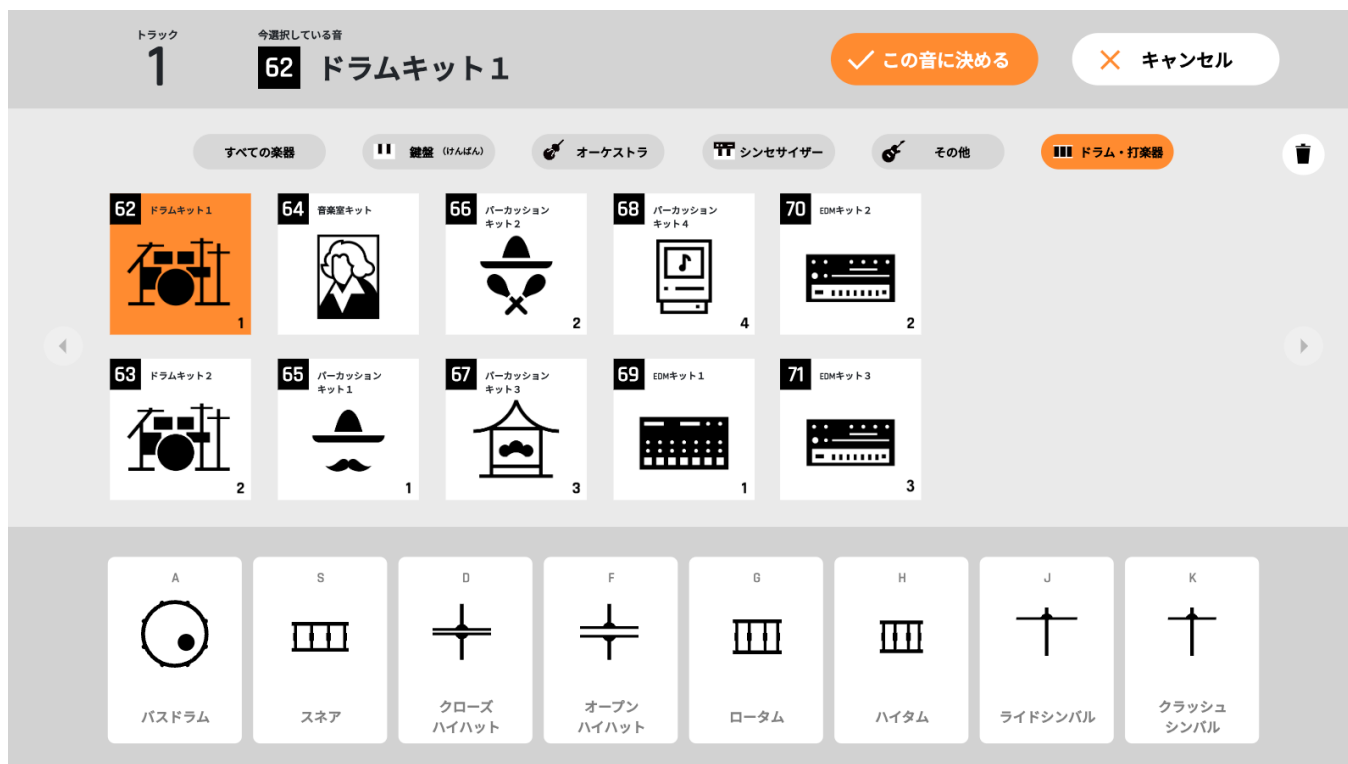 トラック
1
今選択している音
62 ドラムキット1
この音に決める
キャンセル
すべての楽器
鍵盤 (けんばん)
オーケストラ
シンセサイザー
その他
ドラム・打楽器
62 ドラムキット1
1
64 音楽室キット
66 パーカッション
キット2
2
68 パーカッション
キット4
4
70 EDMキット2
2
63 ドラムキット2
2
65 パーカッション
キット1
1
67 パーカッション
キット3
3
69 EDMキット1
1
71 EDMキット3
3
A
バスドラム
S
スネア
D
クローズ
ハイハット
F
オープン
ハイハット
G
ロータム
H
ハイタム
J
ライドシンバル
K
クラッシュ
シンバル